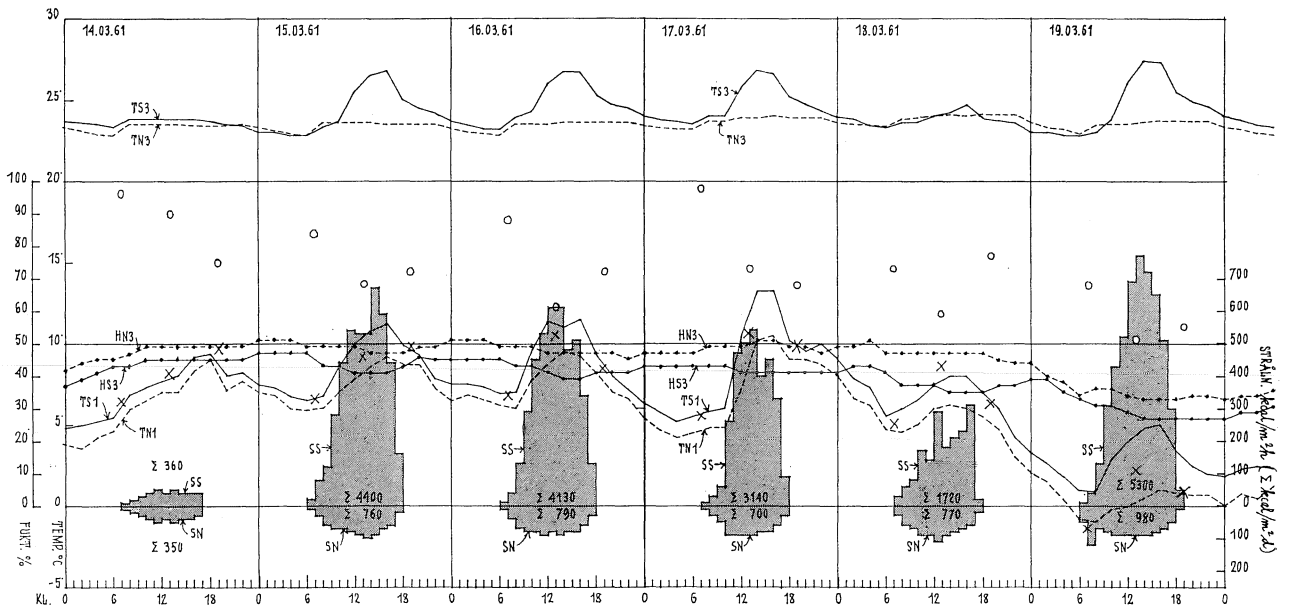 30
14.03.61 15.03.61 16.03.61 17.03.61 18.03.61 19.03.61
TS3 TS3
25°
TN3 TN3
100 20°
90
80
15°
70 700
60 600
HN3 HN3
50 10° 500
40 400
HS3 HS3
TS1 TS1
30 5° 300
TN1 TN1
20 200
SS SS SS SS SS
Σ 360
10 SS 100
Σ 4400 Σ 4130 Σ 3140 Σ 1720 Σ 5300
0 0 0
Σ 760 Σ 790 Σ 700 Σ 770 Σ 980
SN SN SN SN SN SN
100
Σ 350
-5 200
FUKT. %
TEMP. °C
STRÅLN. kcal/m²h (Σ kcal/m²d)
KL. 0 6 12 18 0 6 12 18 0 6 12 18 0 6 12 18 0 6 12 18 0 6 12 18 0